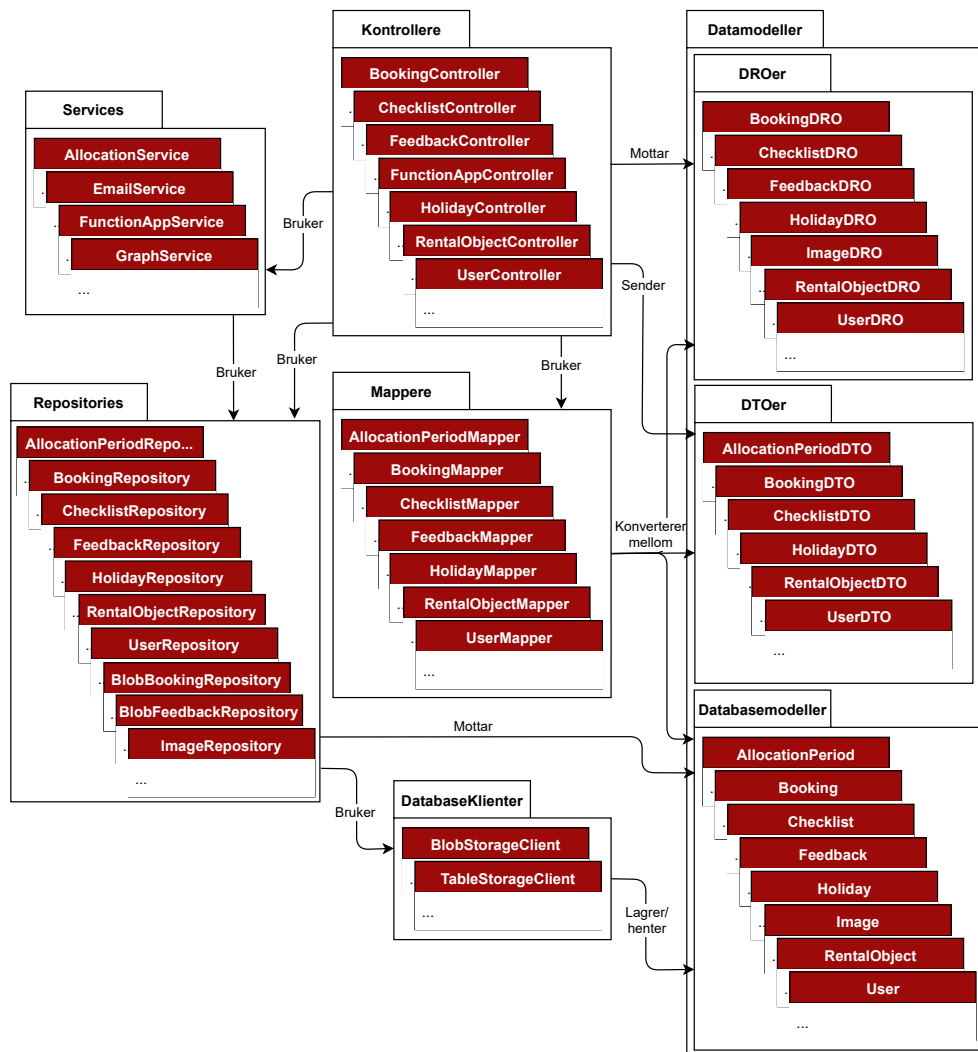 Kontrollere
BookingController
ChecklistController
FeedbackController
FunctionAppController
HolidayController
RentalObjectController
UserController
...
Services
AllocationService
EmailService
FunctionAppService
GraphService
...
Bruker
Bruker
Bruker
Bruker
Mottar
Sender
Datamodeller
DROer
BookingDRO
ChecklistDRO
FeedbackDRO
HolidayDRO
ImageDRO
RentalObjectDRO
UserDRO
...
Repositories
AllocationPeriodRepo...
BookingRepository
ChecklistRepository
FeedbackRepository
HolidayRepository
RentalObjectRepository
UserRepository
BlobBookingRepository
BlobFeedbackRepository
ImageRepository
...
Mappere
AllocationPeriodMapper
BookingMapper
ChecklistMapper
FeedbackMapper
HolidayMapper
RentalObjectMapper
UserMapper
...
Konverterer
mellom
DTOer
AllocationPeriodDTO
BookingDTO
ChecklistDTO
HolidayDTO
RentalObjectDTO
UserDTO
...
Mottar
Bruker
DatabaseKlienter
BlobStorageClient
TableStorageClient
...
Lagrer/
henter
Databasemodeller
AllocationPeriod
Booking
Checklist
Feedback
Holiday
Image
RentalObject
User
...